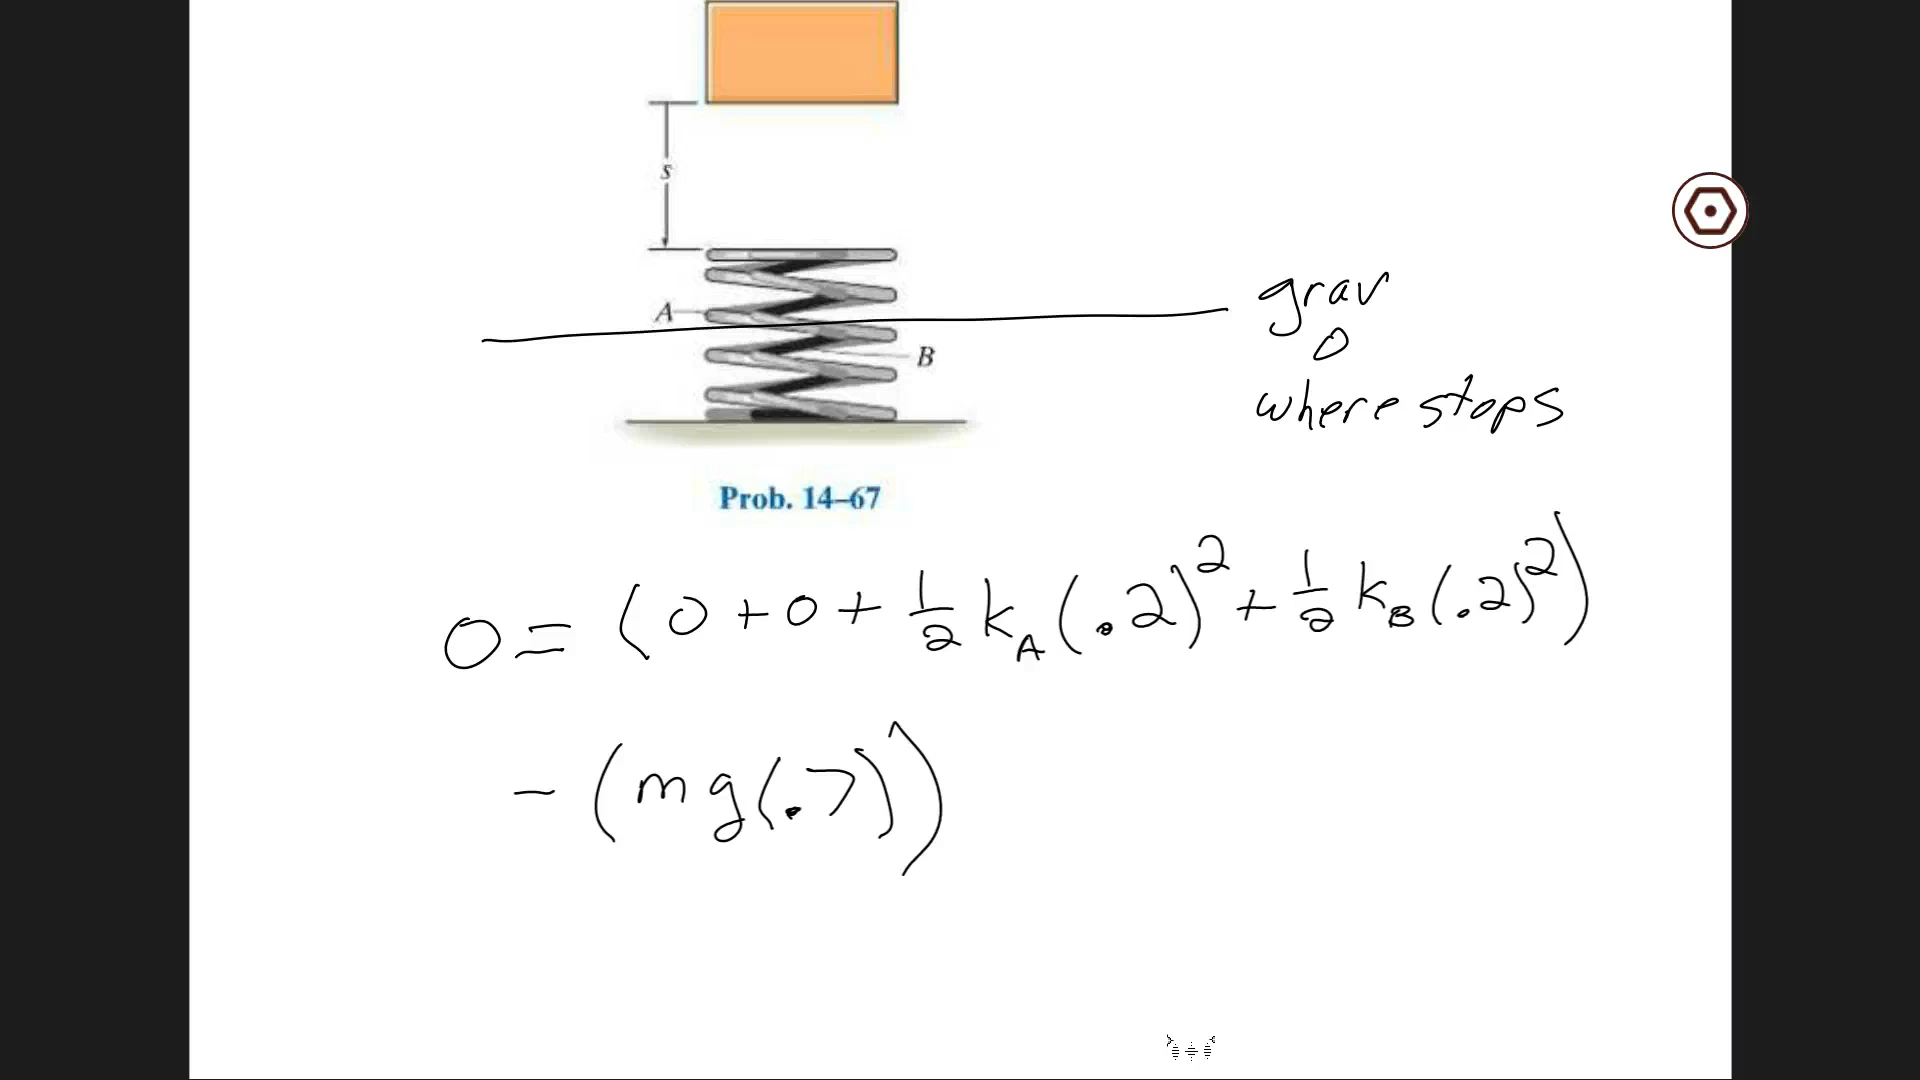 s
A
B
grav
0
where stops
Prob. 14–67
0 = (0 + 0 + 1/2 k_A (.2)^2 + 1/2 k_B (.2)^2)
- (mg(.7))